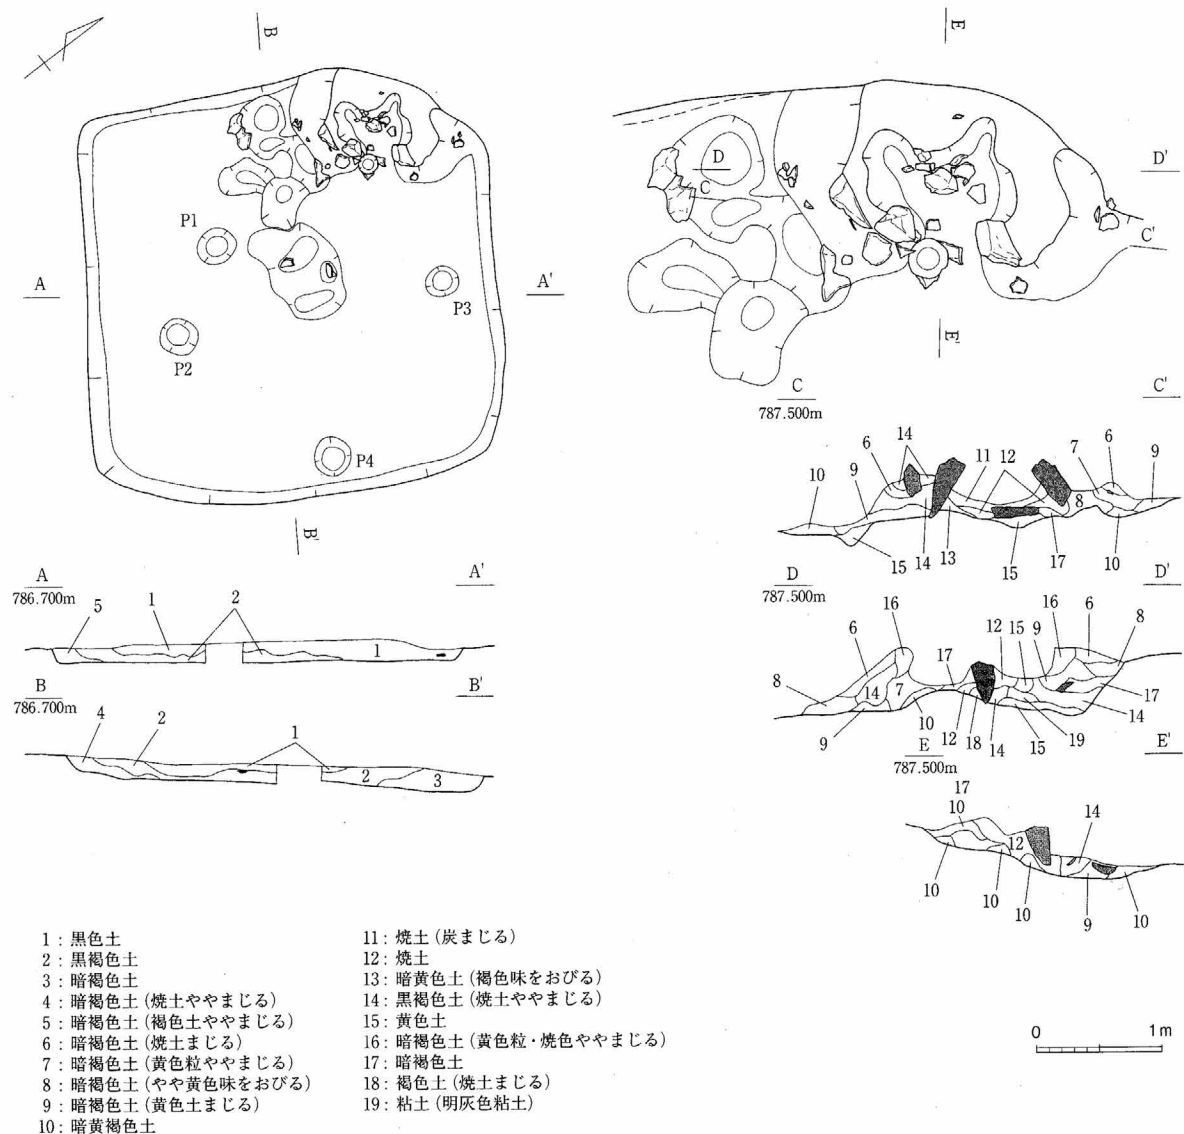 B
P1
P2
P3
P4
A
A'
B'
E
D
D'
C
C'
E'
A
786.700m
A'
5
1
2
1
B
786.700m
B'
4
2
1
2
3
C
787.500m
C'
6
14
11
12
7
6
9
10
9
8
15
14
13
15
17
10
D
787.500m
D'
16
6
17
12
15
9
16
6
8
8
14
7
17
14
9
10
12
18
14
15
19
E
787.500m
E'
17
10
14
12
10
10
10
9
10
1：黒色土
2：黒褐色土
3：暗褐色土
4：暗褐色土(焼土ややまじる)
5：暗褐色土(褐色土ややまじる)
6：暗褐色土(焼土まじる)
7：暗褐色土(黄色粒ややまじる)
8：暗褐色土(やや黄色味をおびる)
9：暗褐色土(黄色土まじる)
10：暗黄褐色土
11：焼土(炭まじる)
12：焼土
13：暗黄色土(褐色味をおびる)
14：黒褐色土(焼土ややまじる)
15：黄色土
16：暗褐色土(黄色粒・焼色ややまじる)
17：暗褐色土
18：褐色土(焼土まじる)
19：粘土(明灰色粘土)
0 1m